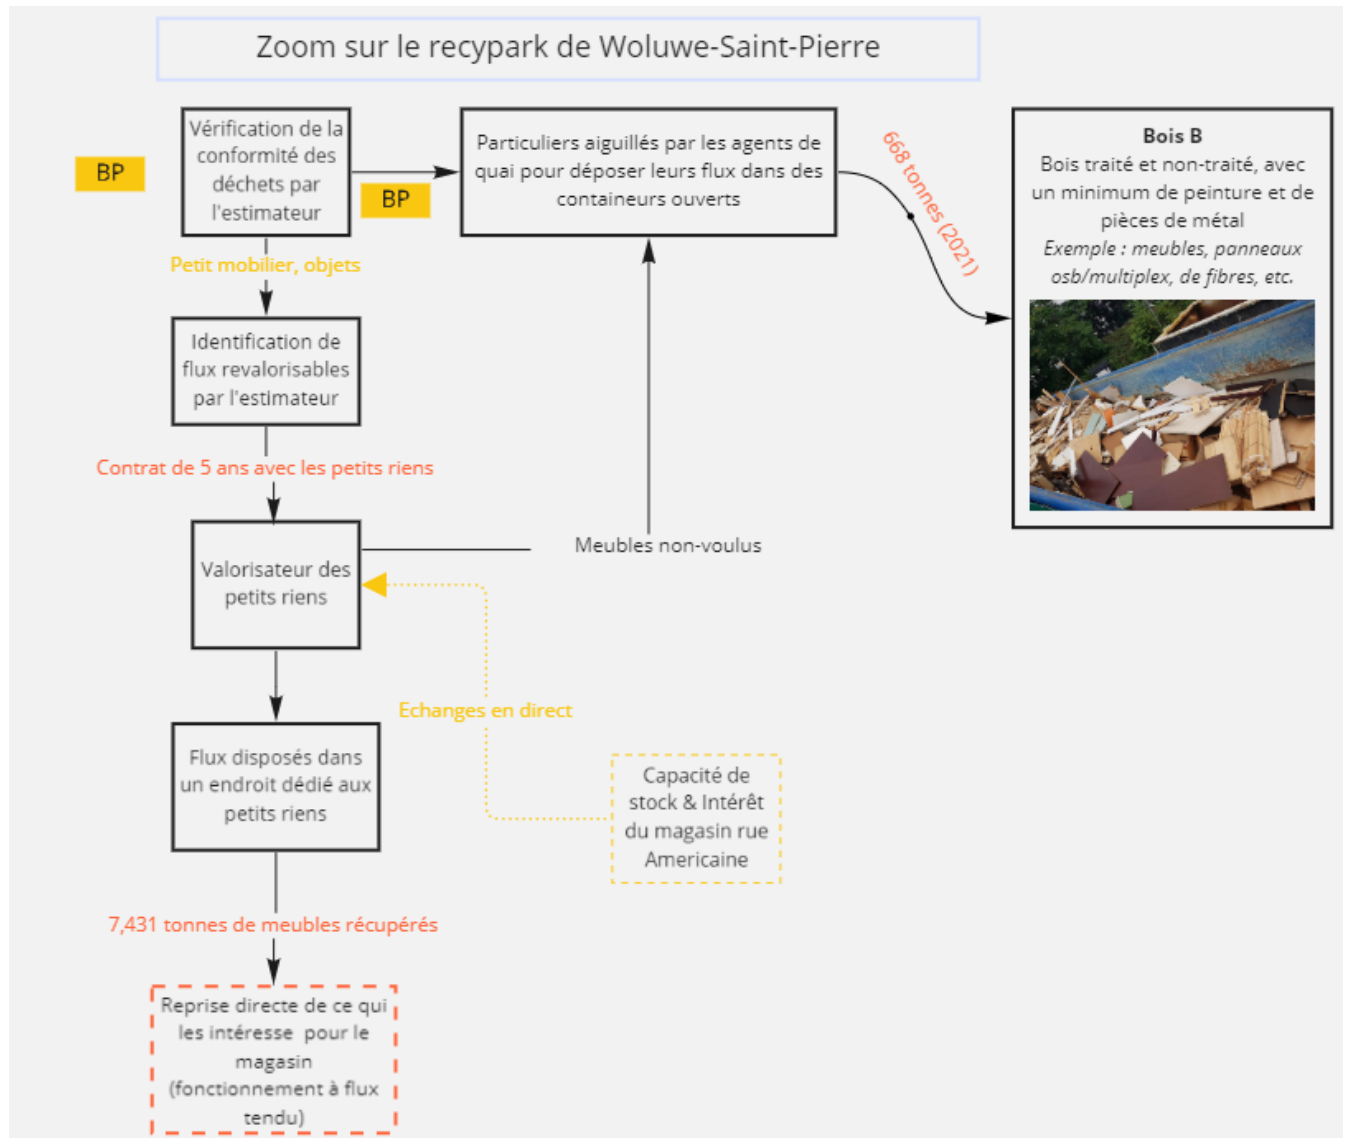 Zoom sur le recypark de Woluwe-Saint-Pierre
BP
Vérification de la
conformité des
déchets par
l'estimateur
BP
Particuliers aiguillés par les agents de
quai pour déposer leurs flux dans des
containeurs ouverts
668 tonnes (2021)
Bois B
Bois traité et non-traité, avec
un minimum de peinture et de
pièces de métal
Exemple : meubles, panneaux
osb/multiplex, de fibres, etc.
Petit mobilier, objets
Identification de
flux revalorisables
par l'estimateur
Contrat de 5 ans avec les petits riens
Valorisateur des
petits riens
Meubles non-voulus
Echanges en direct
Flux disposés dans
un endroit dédié aux
petits riens
Capacité de
stock & Intérêt
du magasin rue
Americaine
7,431 tonnes de meubles récupérés
Reprise directe de ce qui
les intéresse pour le
magasin
(fonctionnement à flux
tendu)